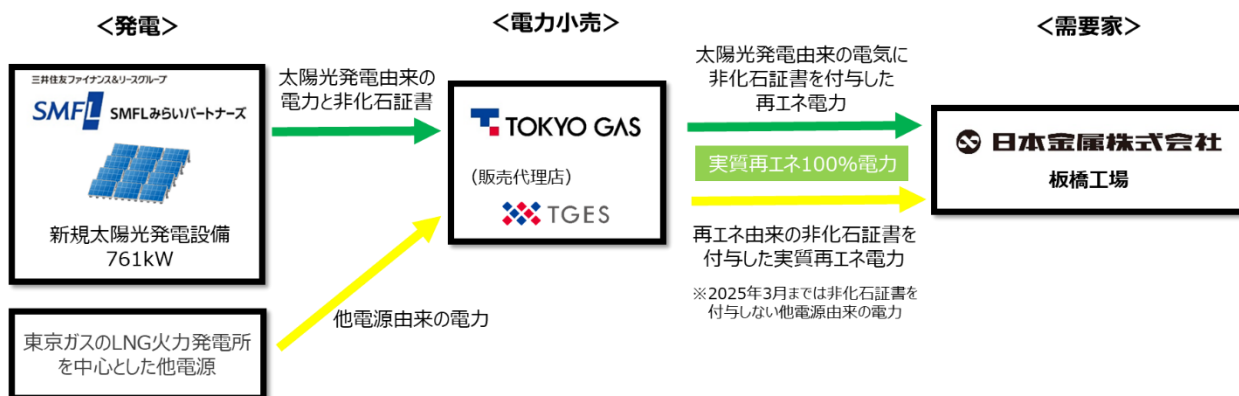 ＜発電＞
三井住友ファイナンス&リースグループ
SMFL SMFLみらいパートナーズ
新規太陽光発電設備
761kW
東京ガスのLNG火力発電所
を中心とした他電源
太陽光発電由来の
電力と非化石証書
他電源由来の電力
＜電力小売＞
TOKYO GAS
（販売代理店）
TGES
太陽光発電由来の電気に
非化石証書を付与した
再エネ電力
実質再エネ100%電力
再エネ由来の非化石証書を
付与した実質再エネ電力
※2025年3月までは非化石証書を
付与しない他電源由来の電力
＜需要家＞
日本金属株式会社
板橋工場